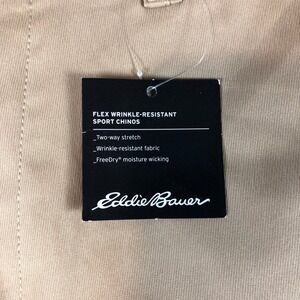 FLEX WRINKLE-RESISTANT
SPORT CHINOS
_Two-way stretch
_Wrinkle-resistant fabric
_FreeDry® moisture wicking
Eddie Bauer